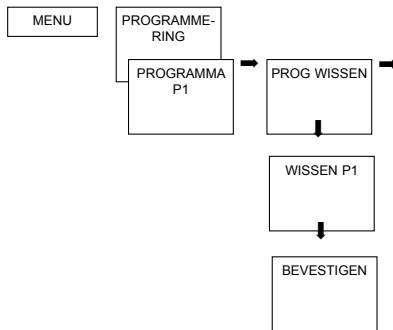 MENU
PROGRAMME-
RING
PROGRAMMA
P1
PROG WISSEN
WISSEN P1
BEVESTIGEN